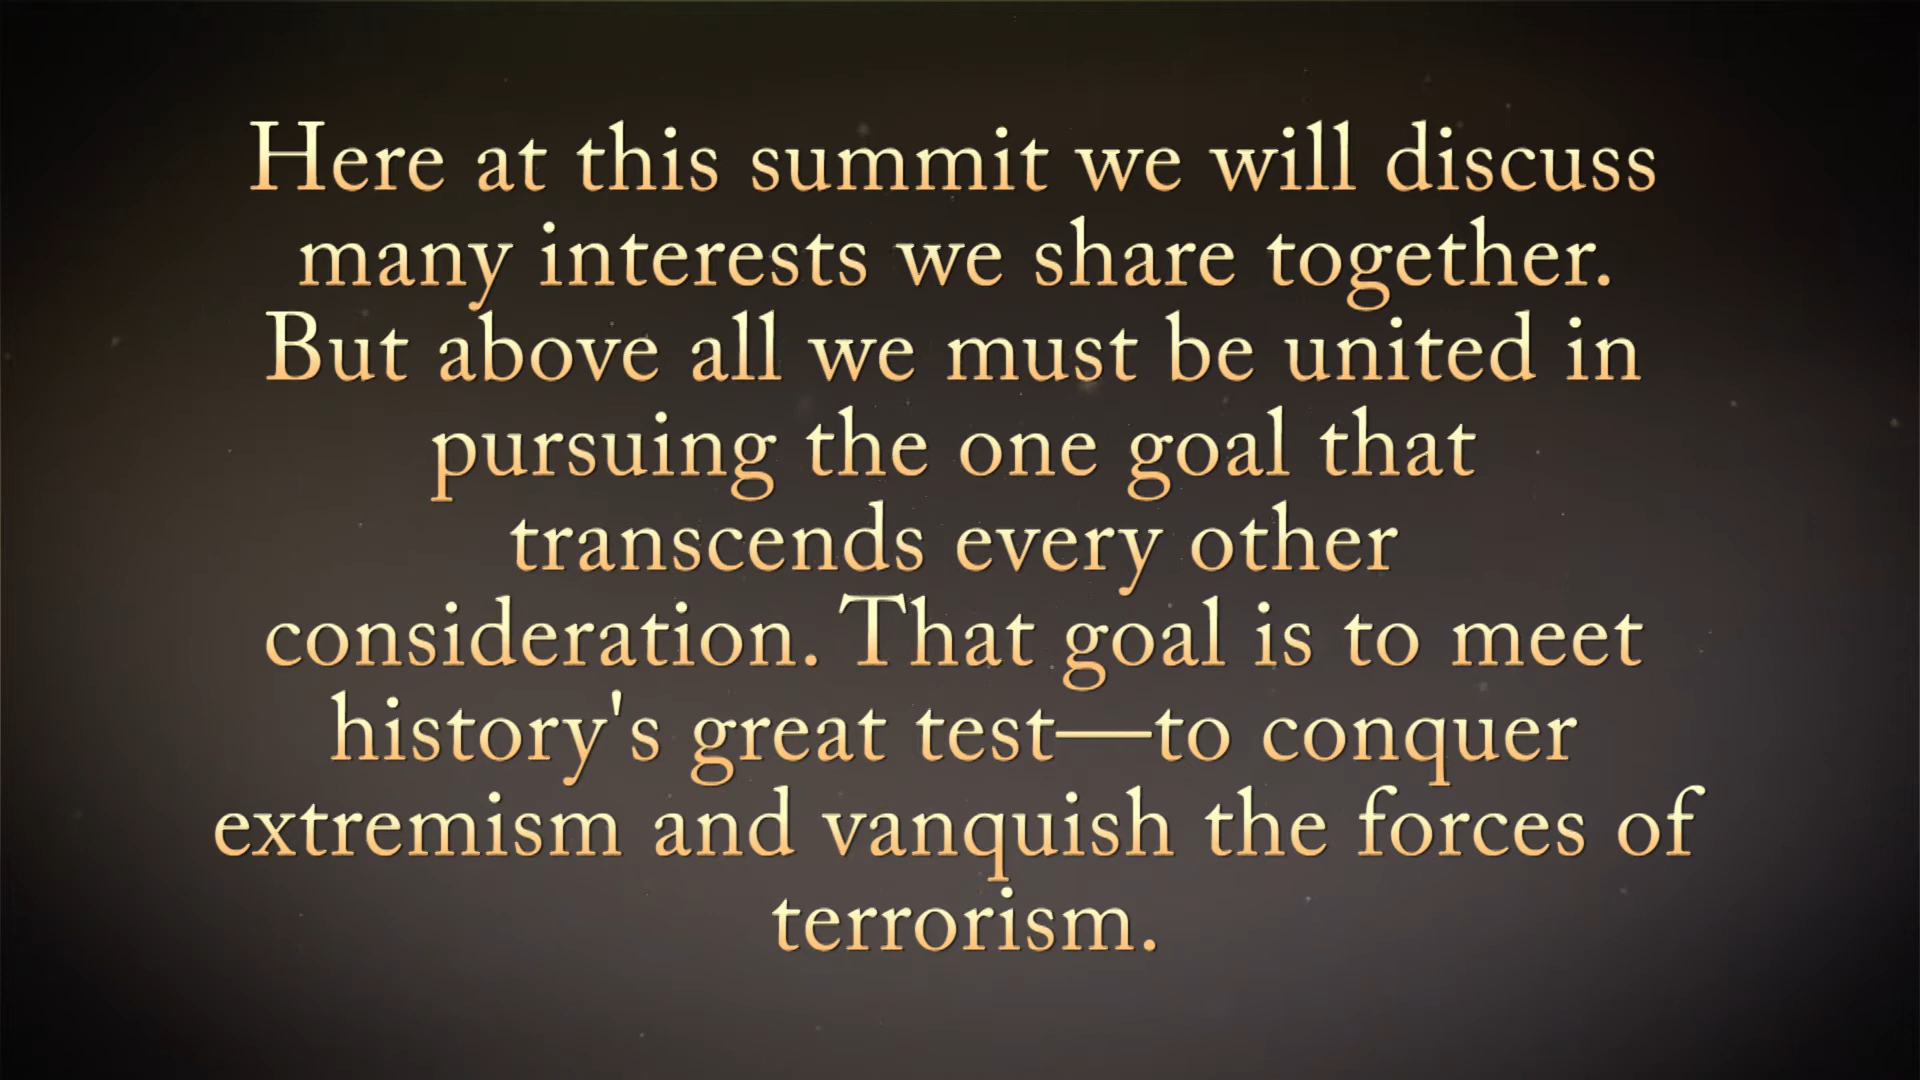 Here at this summit we will discuss
many interests we share together.
But above all we must be united in
pursuing the one goal that
transcends every other
consideration. That goal is to meet
history's great test—to conquer
extremism and vanquish the forces of
terrorism.